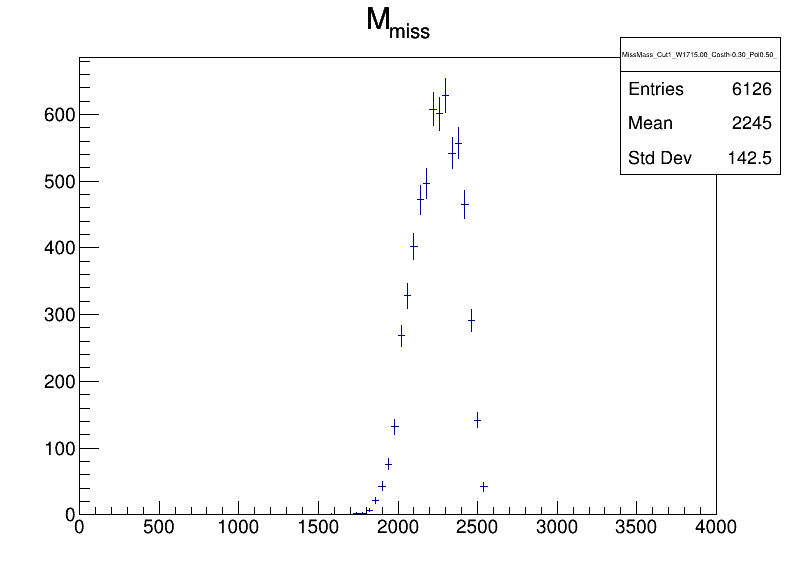 M_miss
MissMass_Cut1_W1715.00_Costh-0.30_Pol0.50_
Entries 6126
Mean 2245
Std Dev 142.5
600
500
400
300
200
100
0
0 500 1000 1500 2000 2500 3000 3500 4000